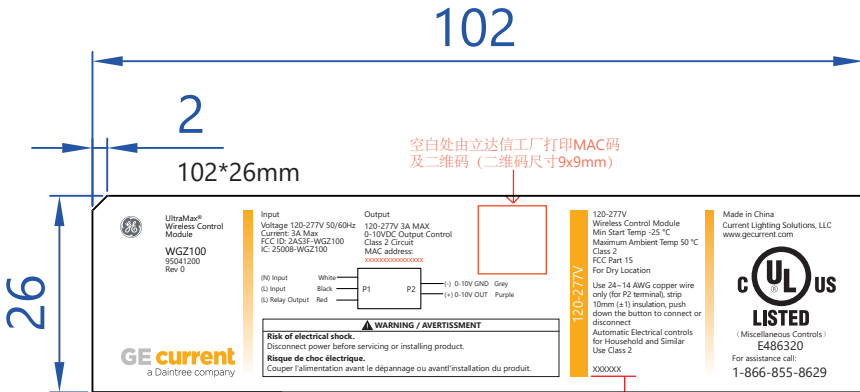 102
2
102*26mm
空白处由立达信工厂打印MAC码
及二维码（二维码尺寸9x9mm）
26
GE
UltraMax®
Wireless Control
Module
WGZ100
95041200
Rev 0
GE current
a Daintree company
Input
Voltage 120-277V 50/60Hz
Current: 3A Max
FCC ID: 2AS3F-WGZ100
IC: 25008-WGZ100
Output
120-277V 3A MAX
0-10VDC Output Control
Class 2 Circuit
MAC address:
xxxxxxxxxxxxxxxx
(N) Input White
(L) Input Black
(L) Relay Output Red
P1 P2
(-) 0-10V GND Grey
(+) 0-10V OUT Purple
WARNING / AVERTISSMENT
Risk of electrical shock.
Disconnect power before servicing or installing product.
Risque de choc électrique.
Couper l'alimentation avant le dépannage ou avantl'installation du produit.
120-277V
120-277V
Wireless Control Module
Min Start Temp -25 °C
Maximum Ambient Temp 50 °C
Class 2
FCC Part 15
For Dry Location
Use 24~14 AWG copper wire
only (for P2 terminal), strip
10mm (±1) insulation, push
down the button to connect or
disconnect
Automatic Electrical controls
for Household and Similar
Use Class 2
XXXXXX
Made in China
Current Lighting Solutions, LLC
www.gecurrent.com
C UL US
LISTED
(Miscellaneous Controls)
E486320
For assistance call:
1-866-855-8629